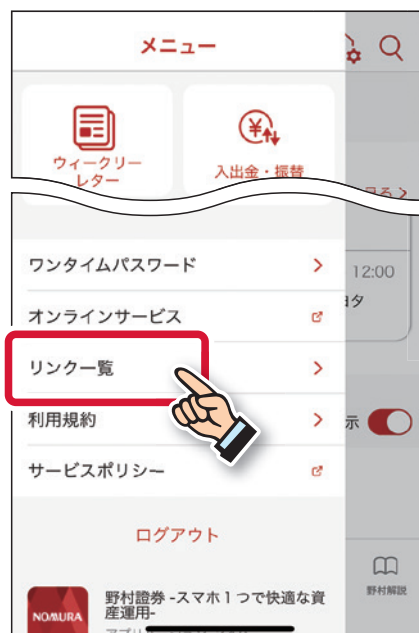 メニュー
ウィークリー
レター
入出金・振替
見る
ワンタイムパスワード
12:00
オンラインサービス
リンク一覧
利用規約
示
サービスポリシー
ログアウト
野村解説
NOMURA
野村證券 -スマホ1つで快適な資
産運用-